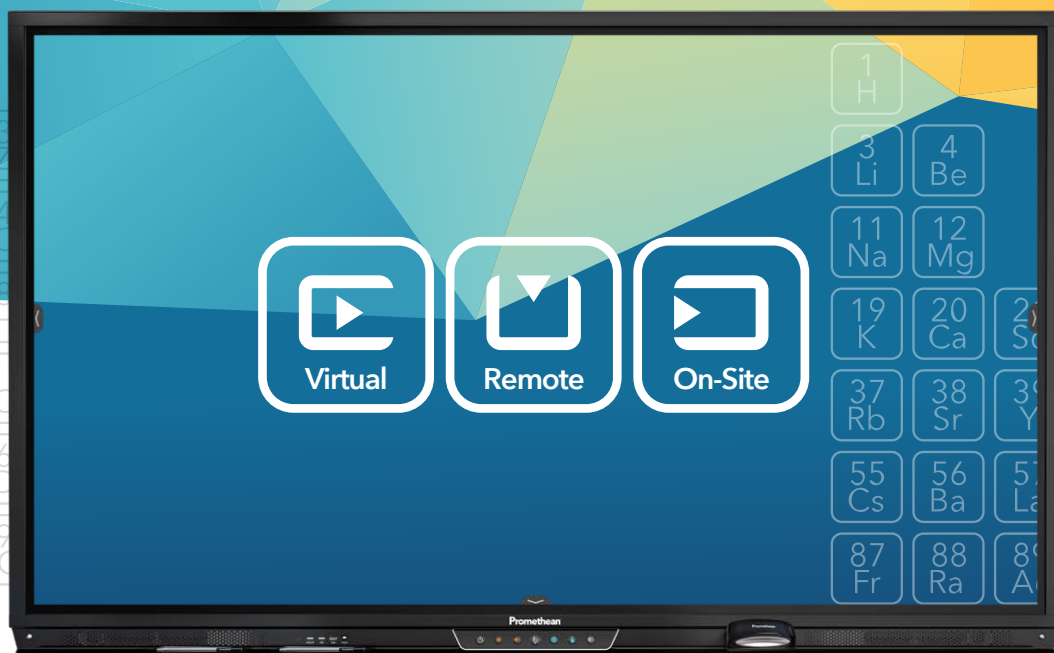 1
H
3
Li
4
Be
11
Na
12
Mg
19
K
20
Ca
37
Rb
38
Sr
55
Cs
56
Ba
87
Fr
88
Ra
Virtual
Remote
On-Site
Promethean
Promethean